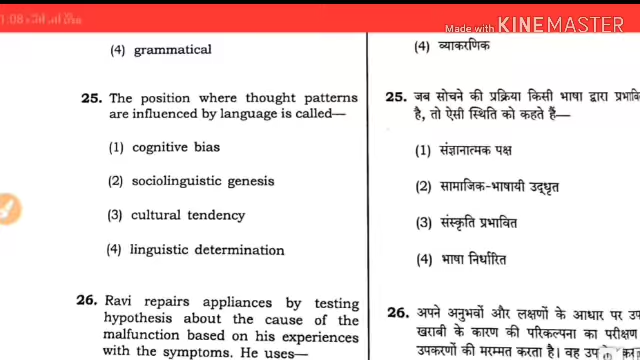 1:08
Made with KINEMASTER
(4) grammatical
25. The position where thought patterns
are influenced by language is called—
(1) cognitive bias
(2) sociolinguistic genesis
(3) cultural tendency
(4) linguistic determination
26. Ravi repairs appliances by testing
hypothesis about the cause of the
malfunction based on his experiences
with the symptoms. He uses—
(4) व्याकरणिक
25. जब सोचने की प्रक्रिया किसी भाषा द्वारा
है, तो ऐसी स्थिति को कहते हैं—
(1) संज्ञानात्मक पक्ष
(2) सामाजिक-भाषायी उद्धृत
(3) संस्कृति प्रभावित
(4) भाषा निर्धारित
26. अपने अनुभवों और लक्षणों के आधार पर
खराबी के कारण की परिकल्पना का परीक्षण
उपकरणों की मरम्मत करता है। वह